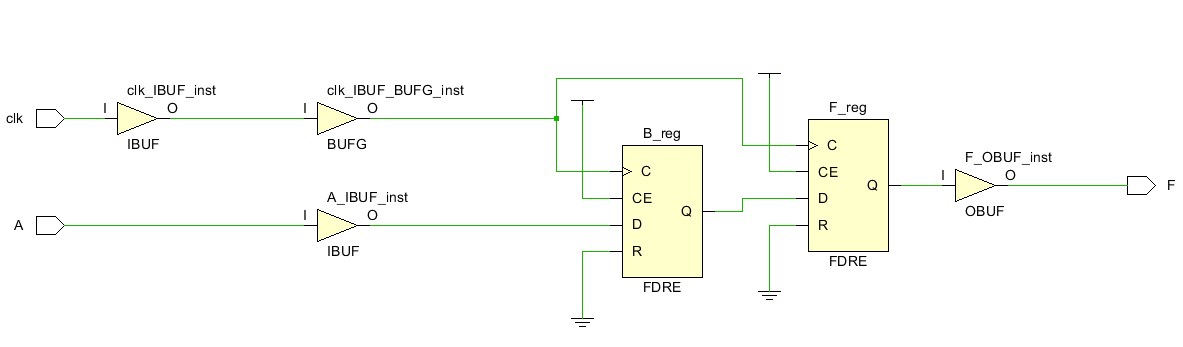 clk_IBUF_inst
clk_IBUF_BUFG_inst
F_reg
I O
I O
clk
IBUF
BUFG
B_reg
C
F_OBUF_inst
C
CE
I O
A_IBUF_inst
CE
Q
F
D
I O
Q
OBUF
A
D
R
IBUF
R
FDRE
FDRE